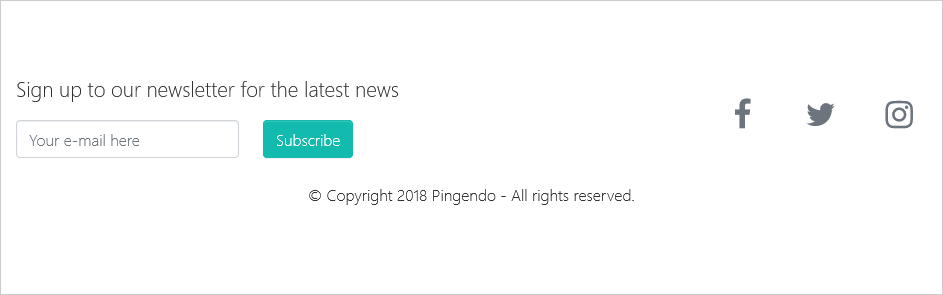 Sign up to our newsletter for the latest news
Your e-mail here
Subscribe
© Copyright 2018 Pingendo - All rights reserved.